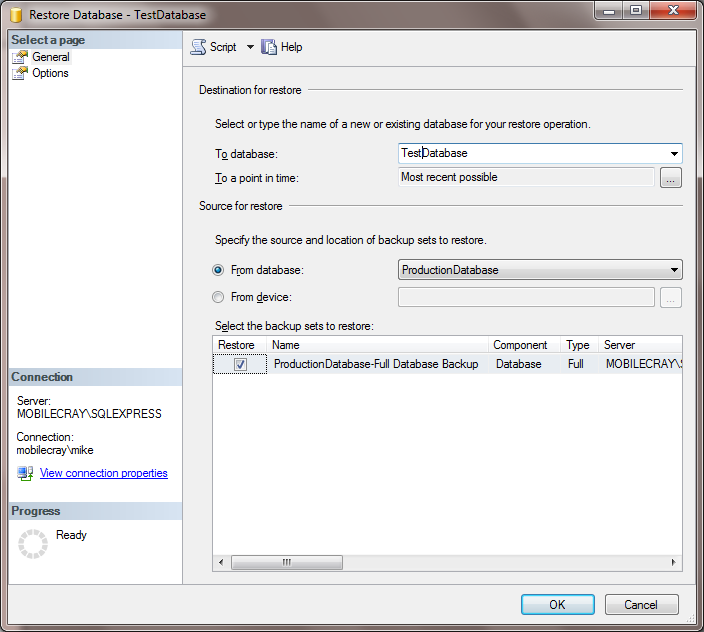 Restore Database - TestDatabase
Select a page
General
Options
Script
Help
Destination for restore
Select or type the name of a new or existing database for your restore operation.
To database:
TestDatabase
To a point in time:
Most recent possible
...
Source for restore
Specify the source and location of backup sets to restore.
From database:
ProductionDatabase
From device:
...
Select the backup sets to restore:
Restore Name Component Type Server
ProductionDatabase-Full Database Backup Database Full MOBILECRAY\S
Connection
Server:
MOBILECRAY\SQLEXPRESS
Connection:
mobilecray\mike
View connection properties
Progress
Ready
OK Cancel